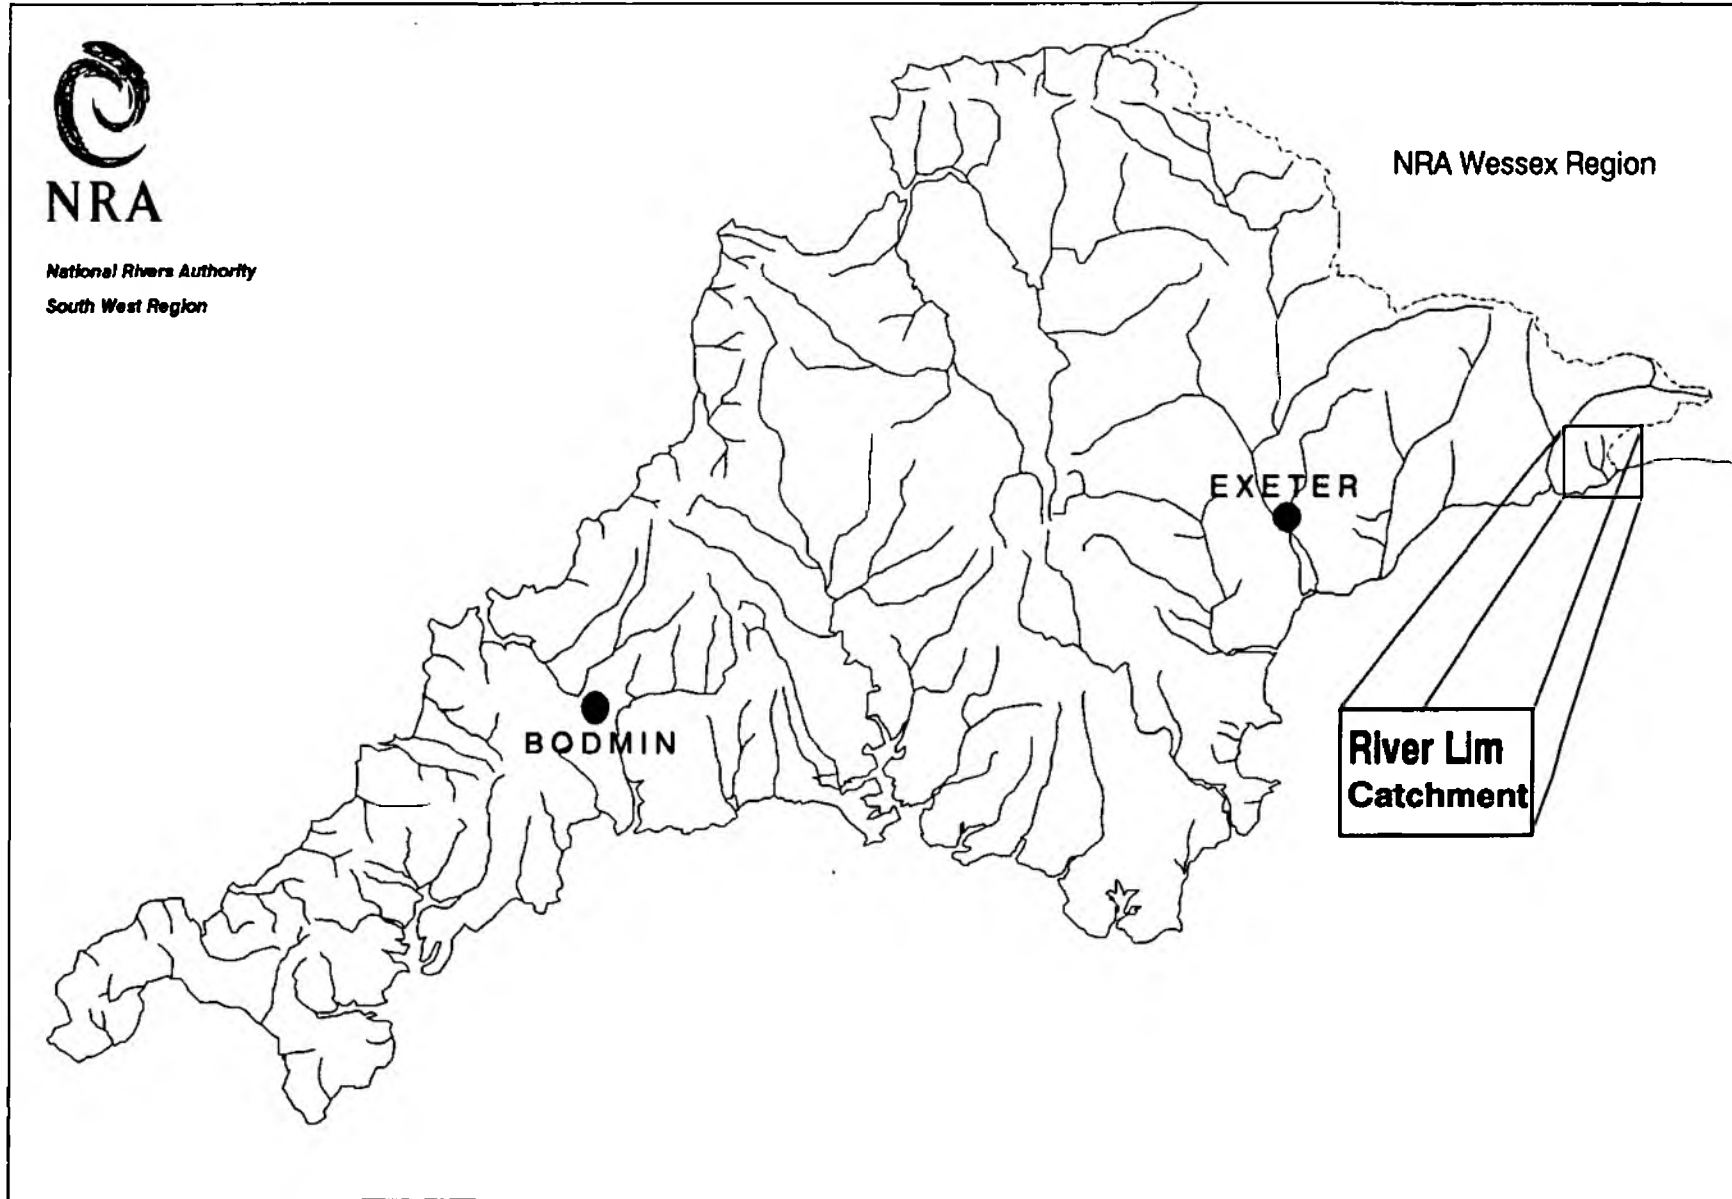 NRA
National Rivers Authority
South West Region
NRA Wessex Region
EXETER
BODMIN
River Lim
Catchment